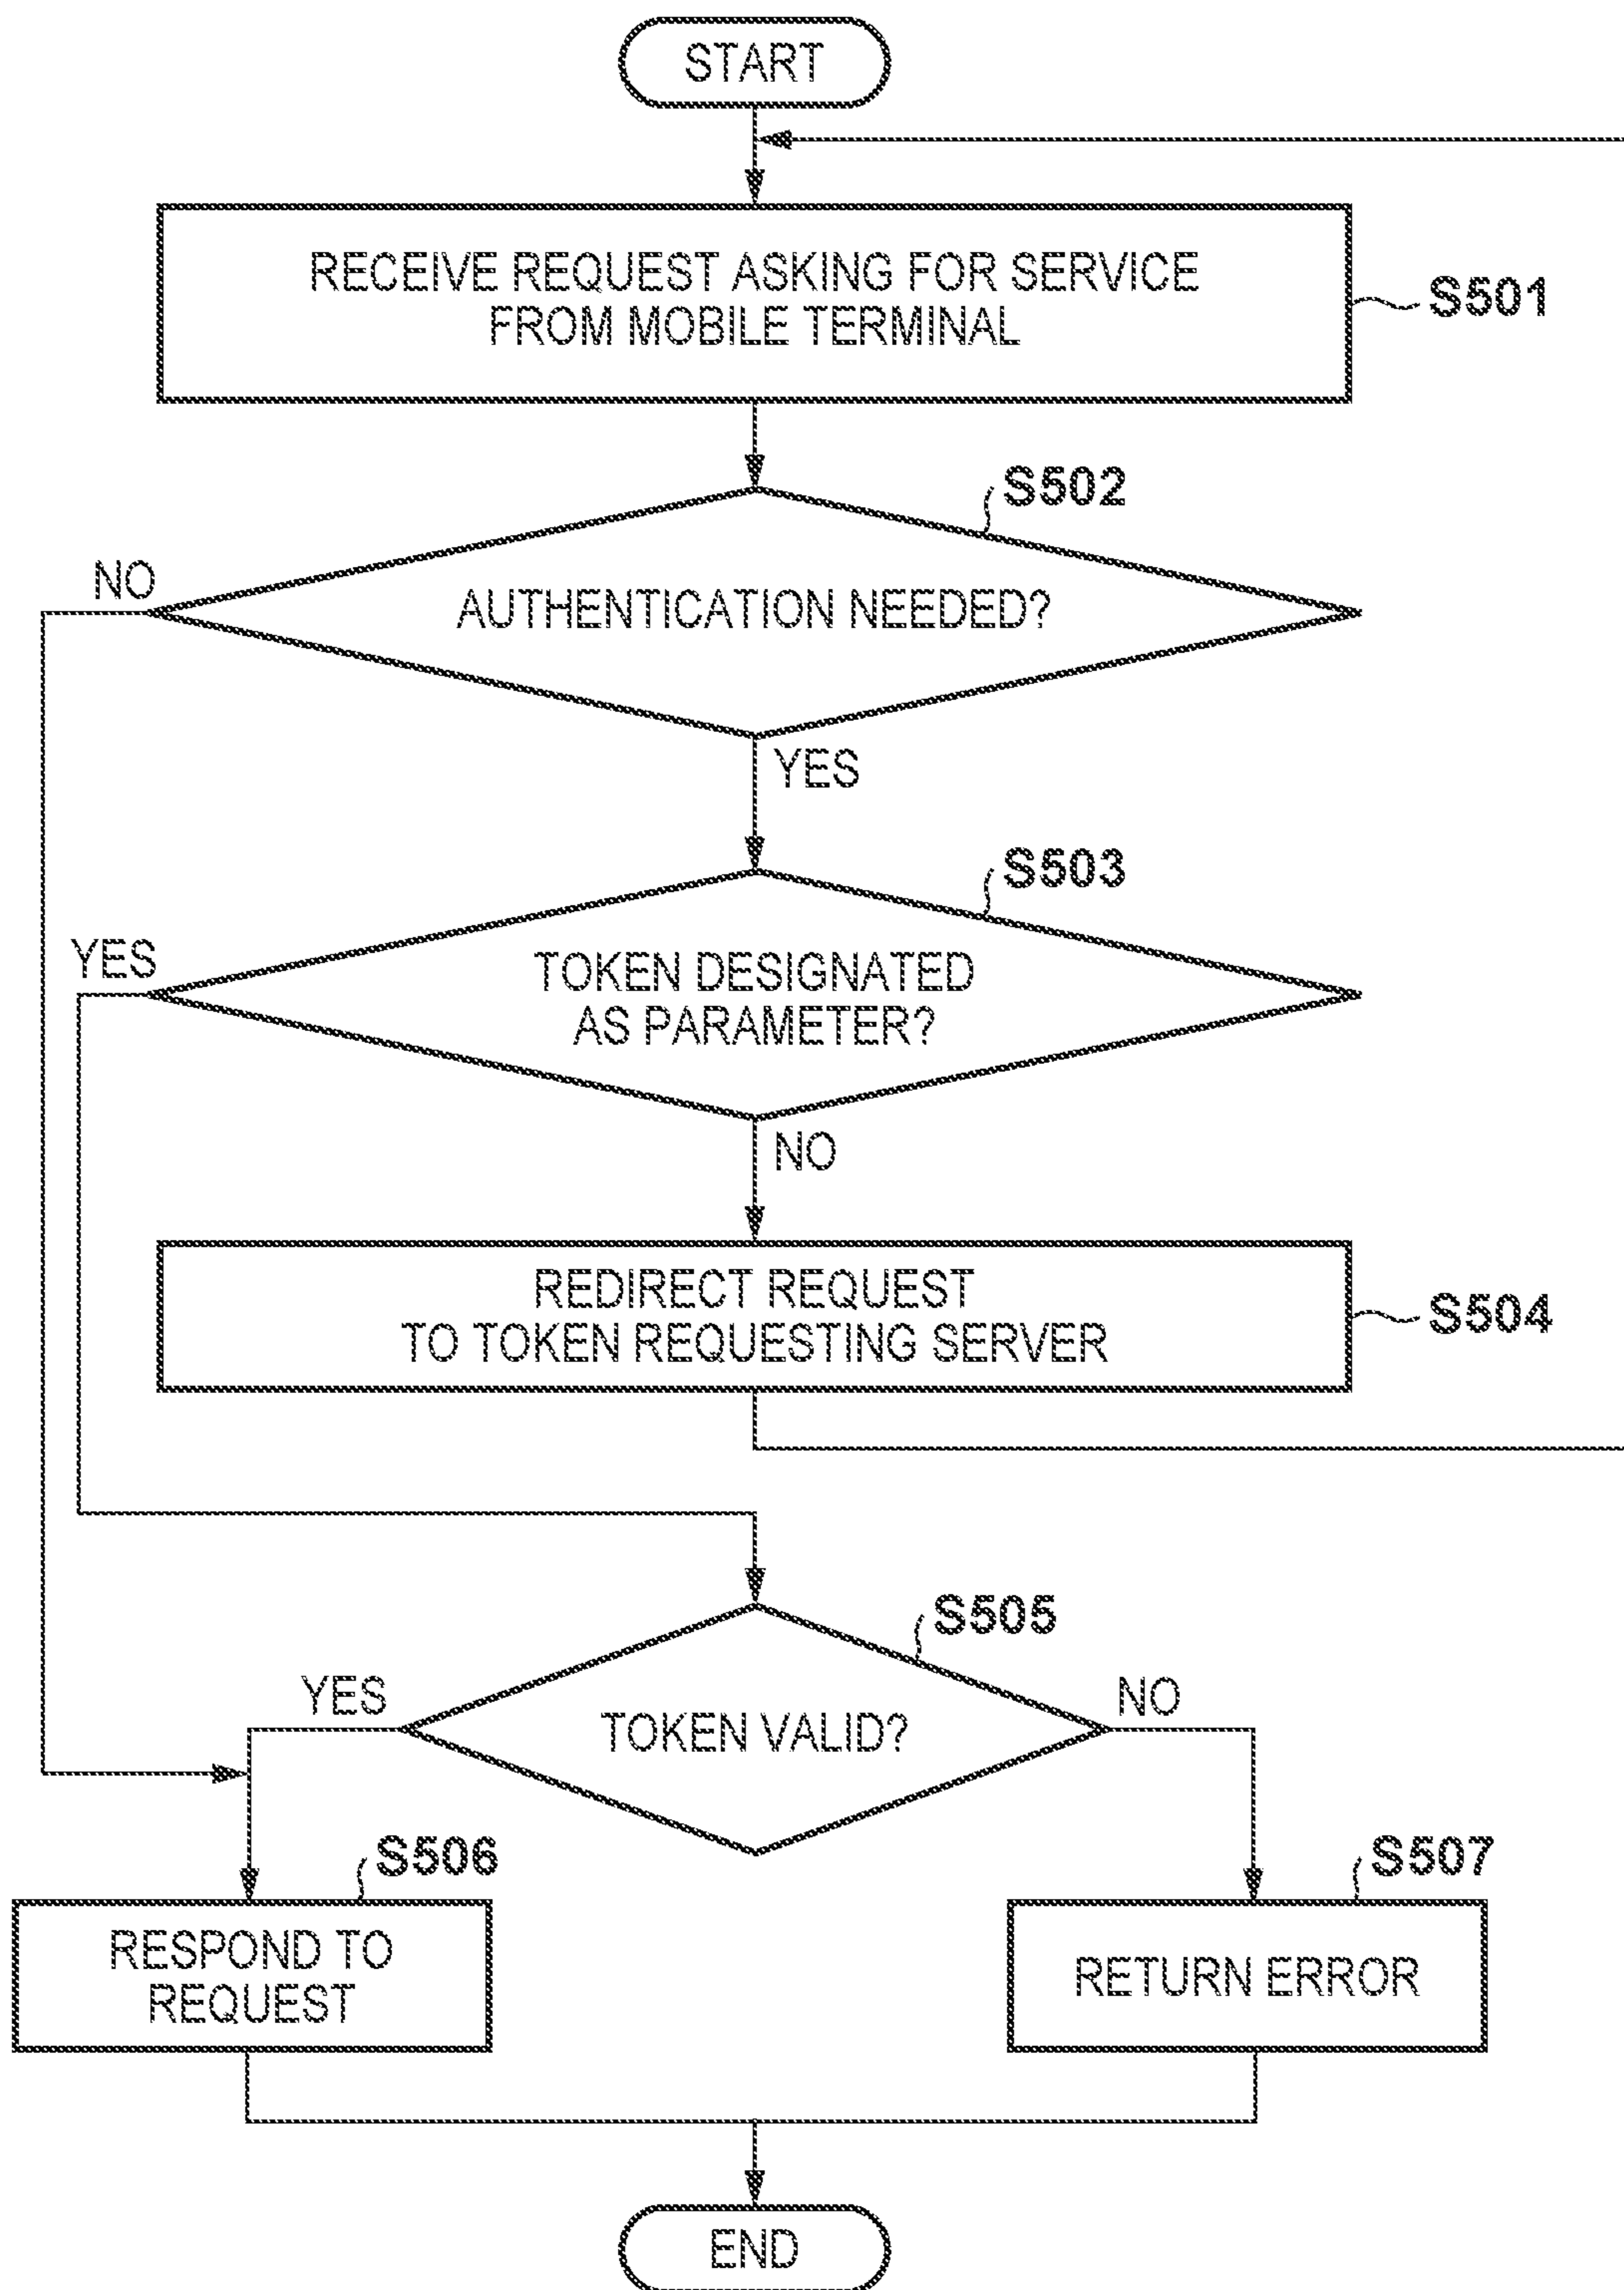 START
RECEIVE REQUEST ASKING FOR SERVICE
FROM MOBILE TERMINAL
S501
S502
NO
AUTHENTICATION NEEDED?
YES
S503
YES
TOKEN DESIGNATED
AS PARAMETER?
NO
REDIRECT REQUEST
TO TOKEN REQUESTING SERVER
S504
S505
YES
NO
TOKEN VALID?
S506
S507
RESPOND TO
REQUEST
RETURN ERROR
END